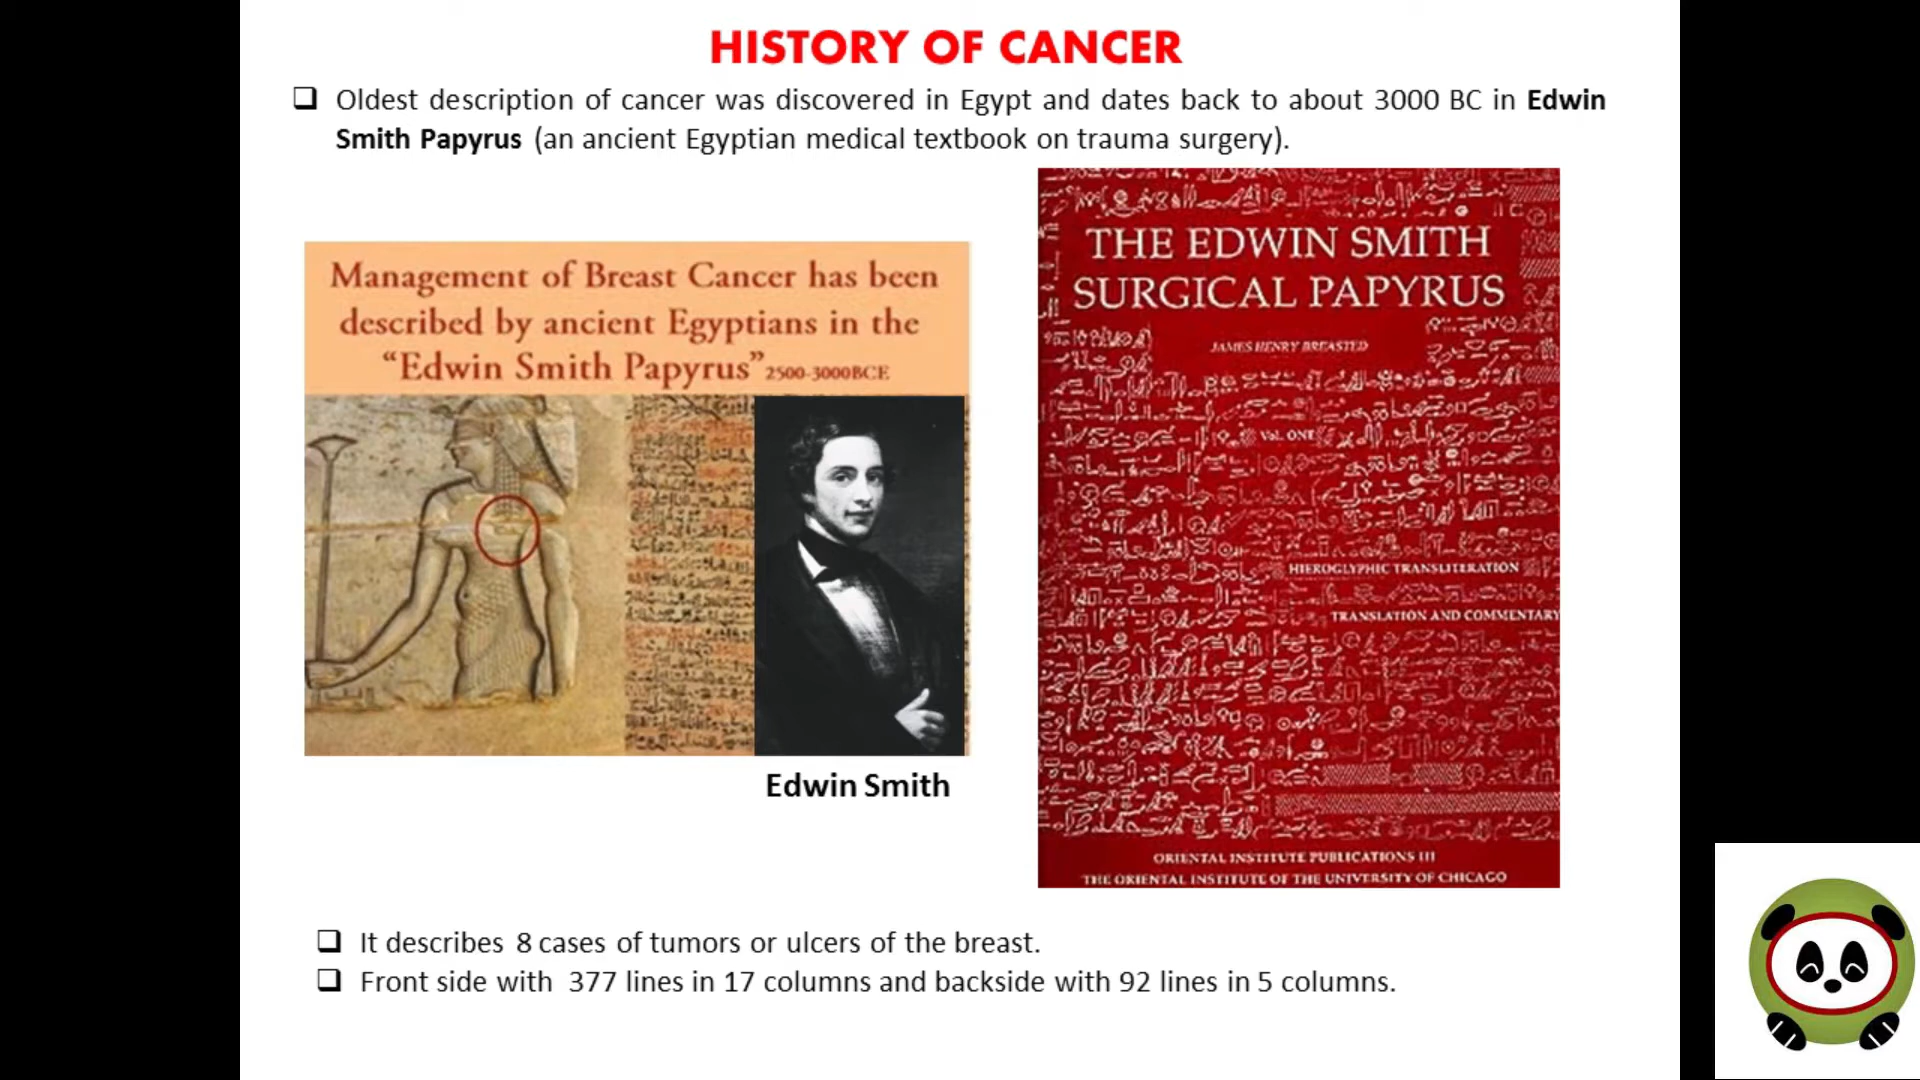 HISTORY OF CANCER
❑ Oldest description of cancer was discovered in Egypt and dates back to about 3000 BC in Edwin
Smith Papyrus (an ancient Egyptian medical textbook on trauma surgery).
Management of Breast Cancer has been
described by ancient Egyptians in the
“Edwin Smith Papyrus” 2500-3000BCE
Edwin Smith
THE EDWIN SMITH
SURGICAL PAPYRUS
JAMES HENRY BREASTED
VOL. ONE
HIEROGLYPHIC TRANSLITERATION
TRANSLATION AND COMMENTARY
ORIENTAL INSTITUTE PUBLICATIONS III
THE ORIENTAL INSTITUTE OF THE UNIVERSITY OF CHICAGO
❑ It describes 8 cases of tumors or ulcers of the breast.
❑ Front side with 377 lines in 17 columns and backside with 92 lines in 5 columns.